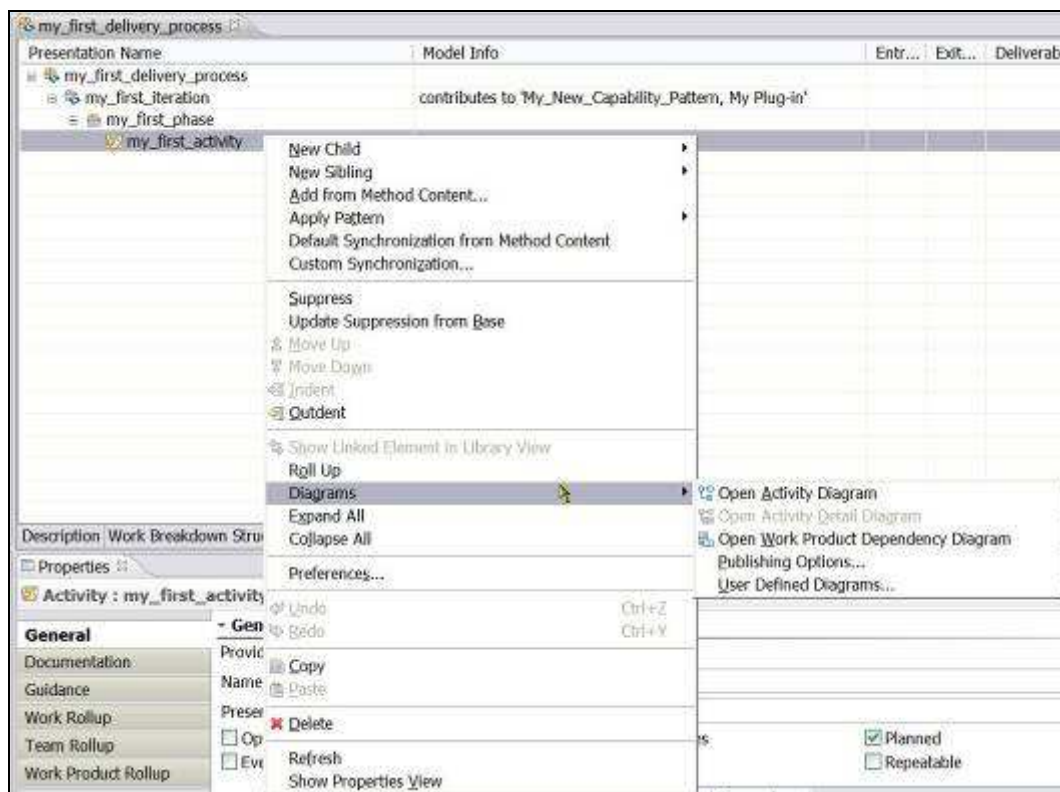 my_first_delivery_process
Presentation Name Model Info Entr... Exit... Deliverab
my_first_delivery_process
my_first_iteration contributes to 'My_New_Capability_Pattern, My Plug-in'
my_first_phase
my_first_activity
New Child
New Sibling
Add from Method Content...
Apply Pattern
Default Synchronization from Method Content
Custom Synchronization...
Suppress
Update Suppression from Base
Move Up
Move Down
Indent
Outdent
Show Linked Element in Library View
Roll Up
Diagrams
Expand All
Collapse All
Preferences...
Undo Ctrl+Z
Redo Ctrl+Y
Copy
Paste
Delete
Refresh
Show Properties View
Open Activity Diagram
Open Activity Detail Diagram
Open Work Product Dependency Diagram
Publishing Options...
User Defined Diagrams...
Description Work Breakdown Stru
Properties
Activity : my_first_activity
General
Documentation
Guidance
Work Rollup
Team Rollup
Work Product Rollup
Gen
Provid
Name
Preser
Op
Eve
s
Planned
Repeatable